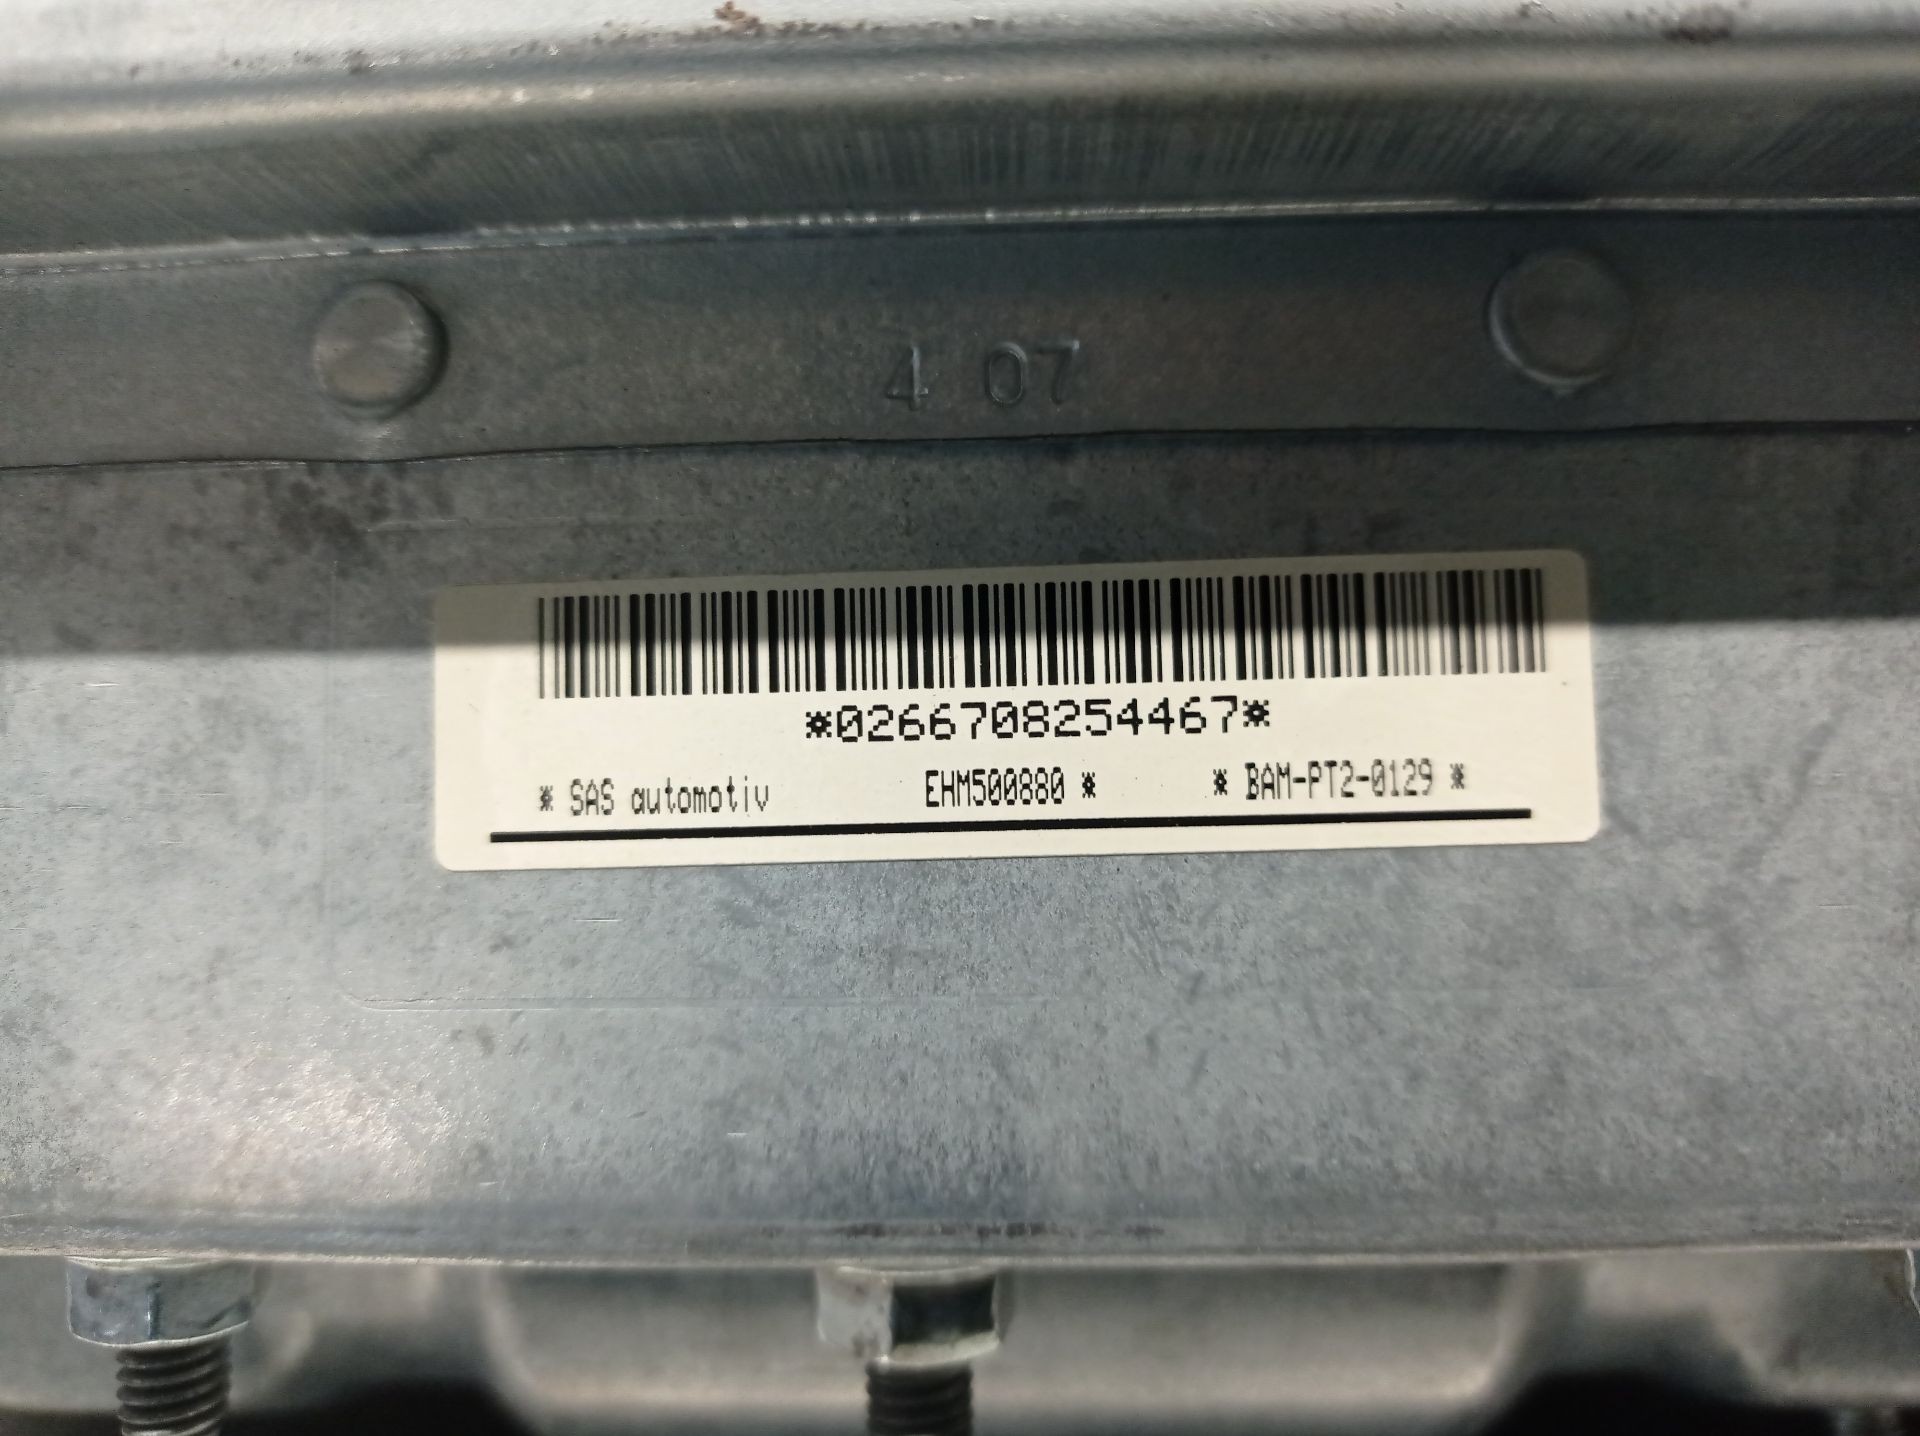 4 07
*0266708254467*
* SAS automotiv EHM500880 * * BAM-PT2-0129 *